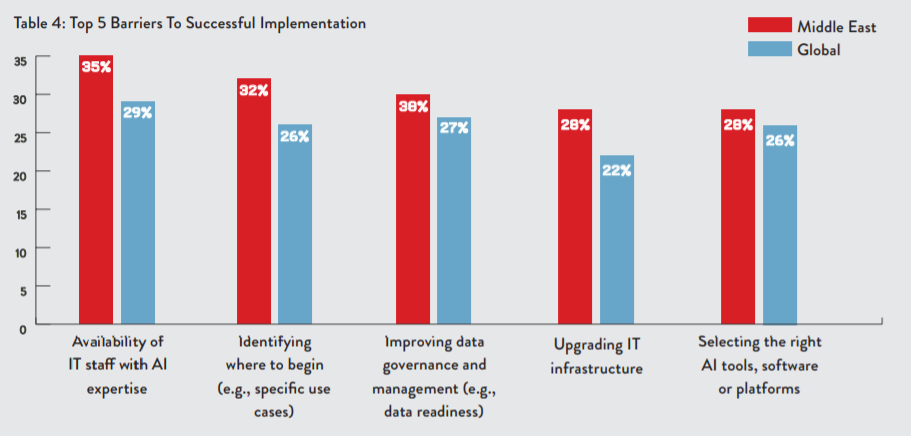 Table 4: Top 5 Barriers To Successful Implementation
Middle East
Global
35
30
25
20
15
10
5
0
35%
29%
32%
26%
30%
27%
28%
22%
28%
26%
Availability of
IT staff with AI
expertise
Identifying
where to begin
(e.g., specific use
cases)
Improving data
governance and
management (e.g.,
data readiness)
Upgrading IT
infrastructure
Selecting the right
AI tools, software
or platforms